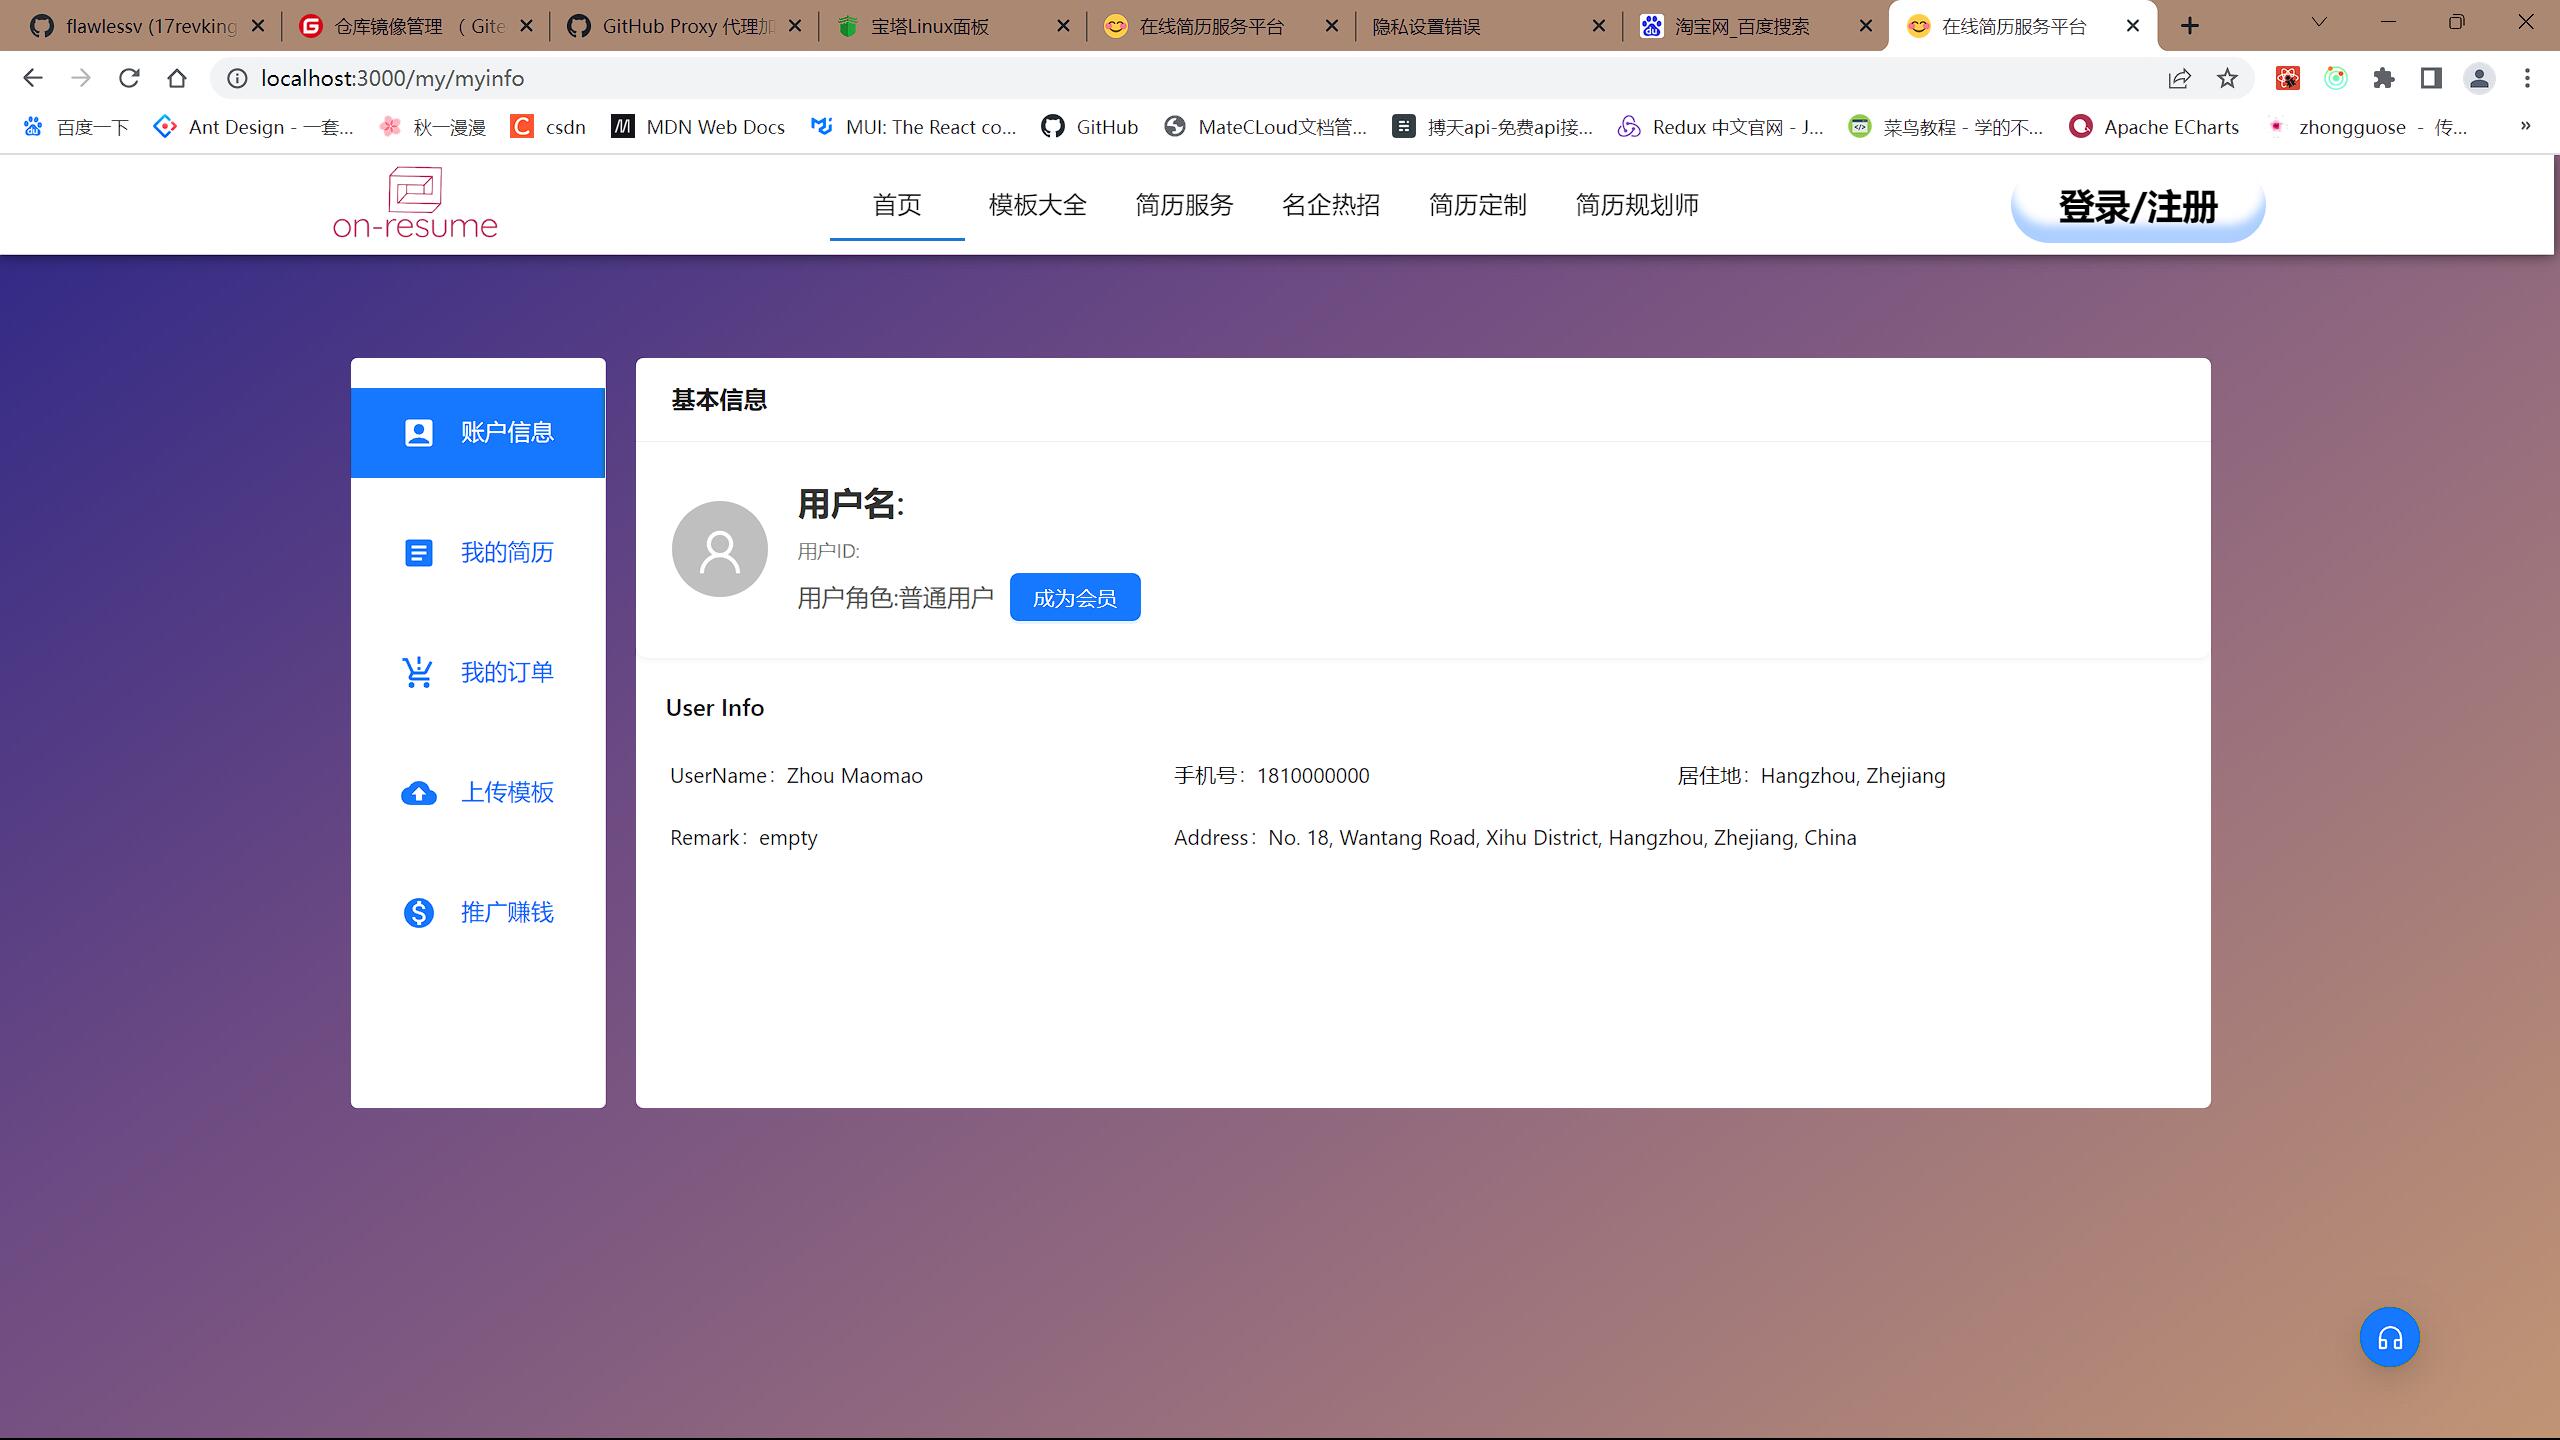 flawlessv (17revking
仓库镜像管理 （ Gite
GitHub Proxy 代理加
宝塔Linux面板
在线简历服务平台
隐私设置错误
淘宝网_百度搜索
在线简历服务平台
localhost:3000/my/myinfo
百度一下
Ant Design - 一套...
秋一漫漫
csdn
MDN Web Docs
MUI: The React co...
GitHub
MateCLoud文档管...
博天api-免费api接...
Redux 中文官网 - J...
菜鸟教程 - 学的不...
Apache ECharts
zhongguose － 传...
on-resume
首页
模板大全
简历服务
名企热招
简历定制
简历规划师
登录/注册
账户信息
我的简历
我的订单
上传模板
推广赚钱
基本信息
用户名:
用户ID:
用户角色:普通用户
成为会员
User Info
UserName：Zhou Maomao
手机号：1810000000
居住地：Hangzhou, Zhejiang
Remark：empty
Address：No. 18, Wantang Road, Xihu District, Hangzhou, Zhejiang, China